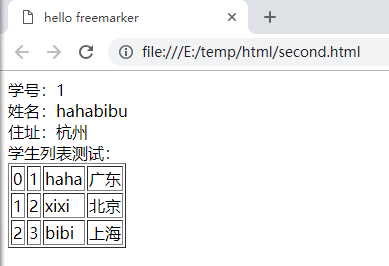 hello freemarker
file:///E:/temp/html/second.html
学号：1
姓名：hahabibu
住址：杭州
学生列表测试：
0 1 haha 广东
1 2 xixi 北京
2 3 bibi 上海